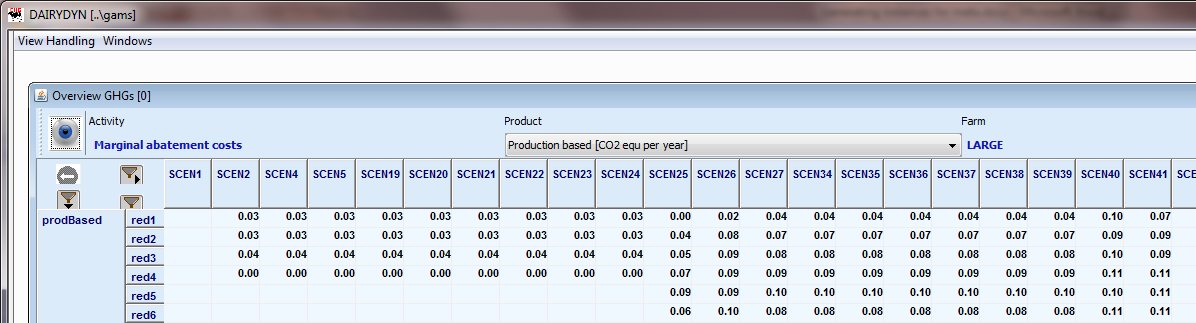 DAIRYDYN [..\gams]
View Handling Windows
Overview GHGs [0]
Activity Product Farm
Marginal abatement costs Production based [CO2 equ per year] LARGE
SCEN1 SCEN2 SCEN4 SCEN5 SCEN19 SCEN20 SCEN21 SCEN22 SCEN23 SCEN24 SCEN25 SCEN26 SCEN27 SCEN34 SCEN35 SCEN36 SCEN37 SCEN38 SCEN39 SCEN40 SCEN41
prodBased red1 0.03 0.03 0.03 0.03 0.03 0.03 0.03 0.03 0.03 0.00 0.02 0.04 0.04 0.04 0.04 0.04 0.04 0.04 0.10 0.07
red2 0.03 0.03 0.03 0.03 0.03 0.03 0.03 0.03 0.03 0.04 0.08 0.07 0.07 0.07 0.07 0.07 0.07 0.07 0.09 0.09
red3 0.04 0.04 0.04 0.04 0.04 0.04 0.04 0.04 0.04 0.05 0.09 0.08 0.08 0.08 0.08 0.08 0.08 0.08 0.10 0.09
red4 0.00 0.00 0.00 0.00 0.00 0.00 0.00 0.00 0.00 0.07 0.09 0.09 0.09 0.09 0.09 0.09 0.09 0.09 0.11 0.11
red5 0.09 0.09 0.10 0.10 0.10 0.10 0.10 0.10 0.10 0.10 0.11
red6 0.06 0.10 0.08 0.08 0.08 0.08 0.08 0.08 0.08 0.11 0.11